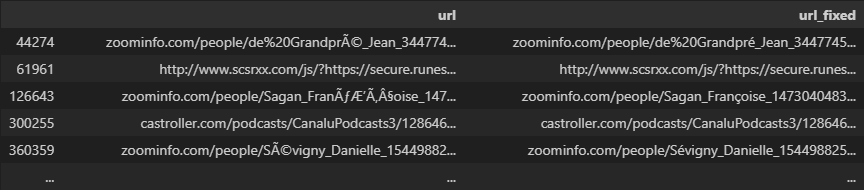 url url_fixed
44274 zoominfo.com/people/de%20GrandprÃ©_Jean_344774... zoominfo.com/people/de%20Grandpré_Jean_3447745...
61961 http://www.scsrxx.com/js/?https://secure.runes... http://www.scsrxx.com/js/?https://secure.runes...
126643 zoominfo.com/people/Sagan_FranÃƒÆ’Ã‚Â§oise_147... zoominfo.com/people/Sagan_Françoise_1473040483...
300255 castroller.com/podcasts/CanaluPodcasts3/128646... castroller.com/podcasts/CanaluPodcasts3/128646...
360359 zoominfo.com/people/SÃ©vigny_Danielle_15449882... zoominfo.com/people/Sévigny_Danielle_154498825...
... ... ...